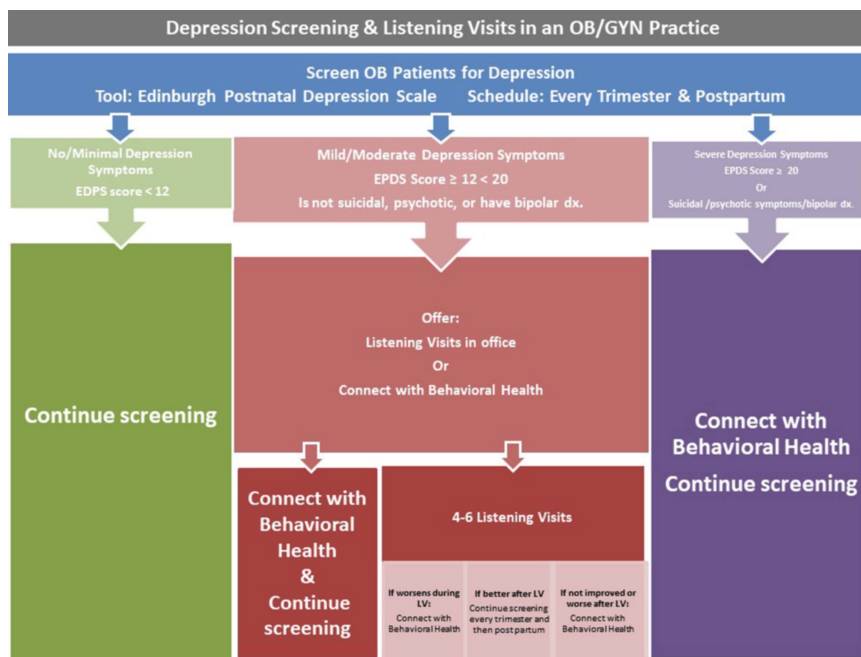 Depression Screening & Listening Visits in an OB/GYN Practice
Screen OB Patients for Depression
Tool: Edinburgh Postnatal Depression Scale Schedule: Every Trimester & Postpartum
No/Minimal Depression
Symptoms
EDPS score < 12
Mild/Moderate Depression Symptoms
EPDS Score ≥ 12 < 20
Is not suicidal, psychotic, or have bipolar dx.
Severe Depression Symptoms
EPDS Score ≥ 20
Or
Suicidal /psychotic symptoms/bipolar dx.
Continue screening
Offer:
Listening Visits in office
Or
Connect with Behavioral Health
Connect with
Behavioral Health
Continue screening
Connect with
Behavioral
Health
&
Continue
screening
4-6 Listening Visits
If worsens during
LV:
Connect with
Behavioral Health
If better after LV
Continue screening
every trimester and
then post partum
If not improved or
worse after LV:
Connect with
Behavioral Health